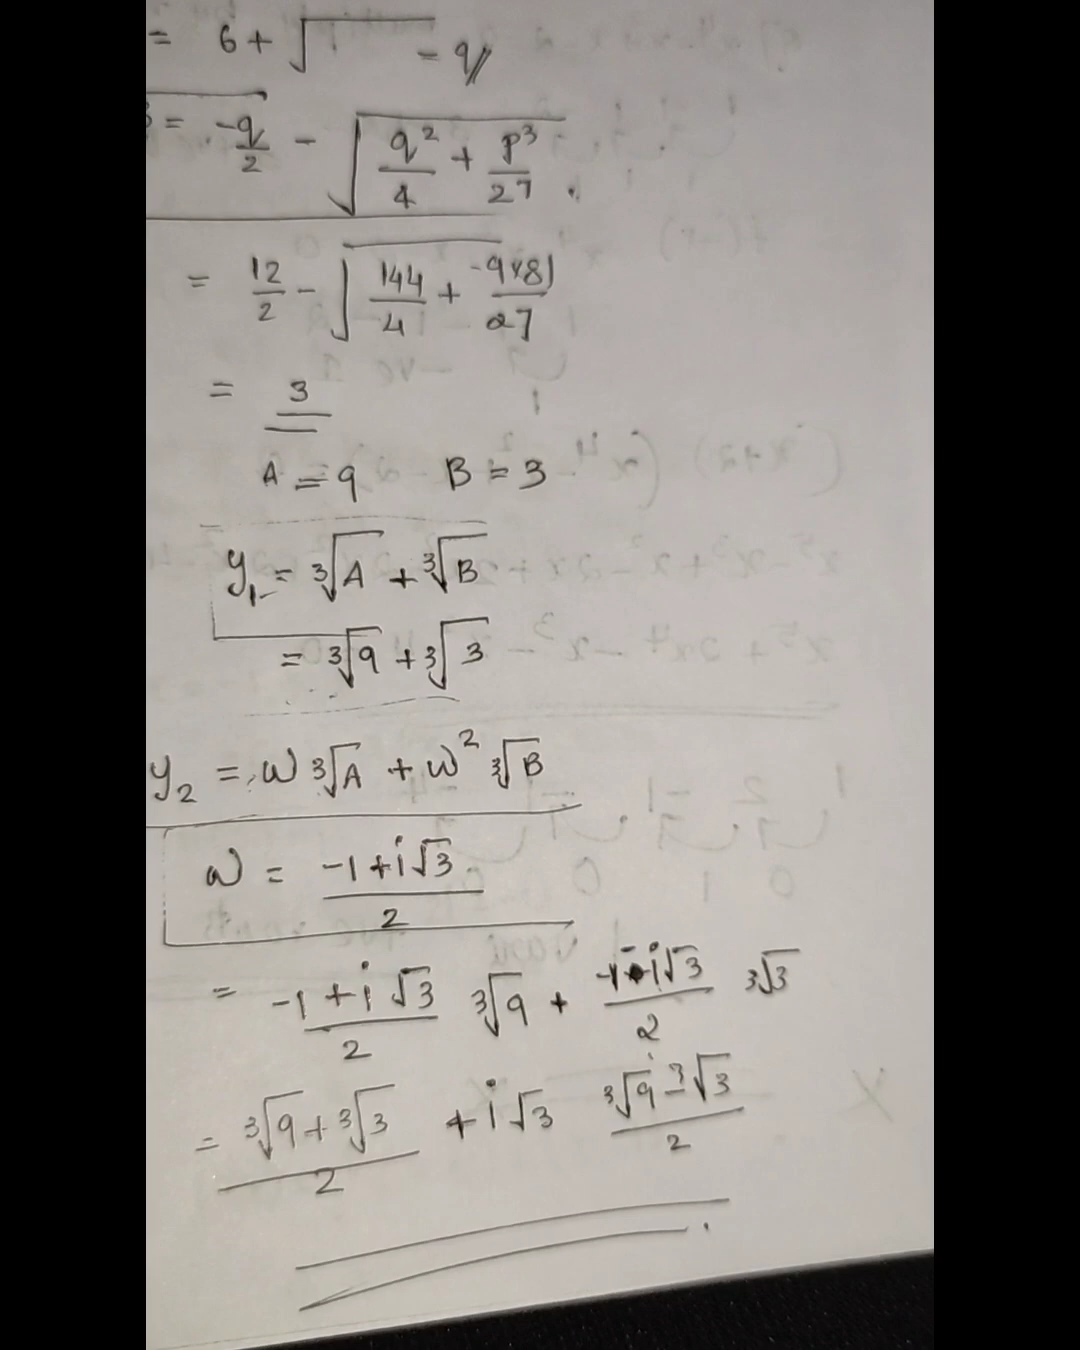 = 6 + √ - 9
B = -q/2 - √(q²/4 + p³/27).
= 12/2 - √(144/4 + -9×81/27)
= 3
A = 9 B = 3
y₁ = ∛A + ∛B
= ∛9 + ∛3
y₂ = ω ∛A + ω² ∛B
ω = (-1 + i√3)/2
= (-1 + i√3)/2 ∛9 + (-1 - i√3)/2 ∛3
= (∛9 + ∛3)/2 + i√3 (∛9 - ∛3)/2